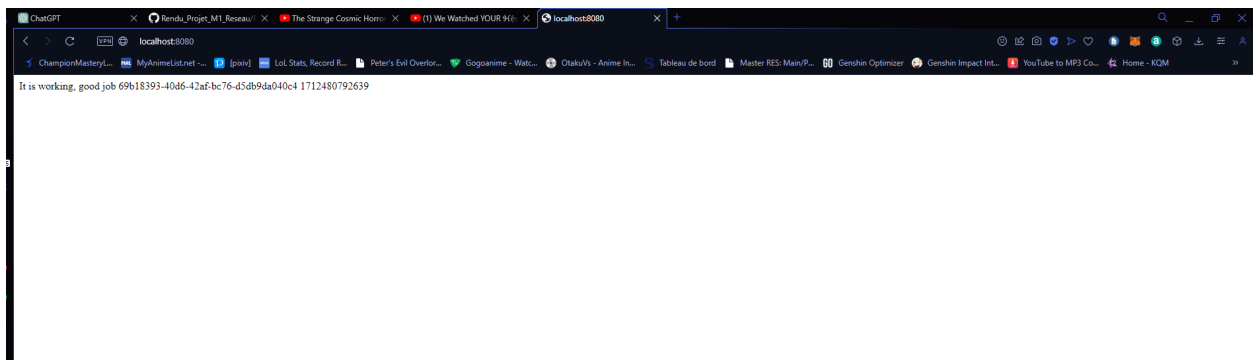 ChatGPT
Rendu_Projet_M1_Reseau/
The Strange Cosmic Horror
(1) We Watched YOUR
localhost:8080
VPN
localhost:8080
ChampionMasteryL...
MyAnimeList.net -...
[pixiv]
LoL Stats, Record R...
Peter's Evil Overlor...
Gogoanime - Watc...
OtakuVs - Anime In...
Tableau de bord
Master RES: Main/P...
GO Genshin Optimizer
Genshin Impact Int...
YouTube to MP3 Co...
Home - KQM
It is working, good job 69b18393-40d6-42af-bc76-d5db9da040c4 1712480792639